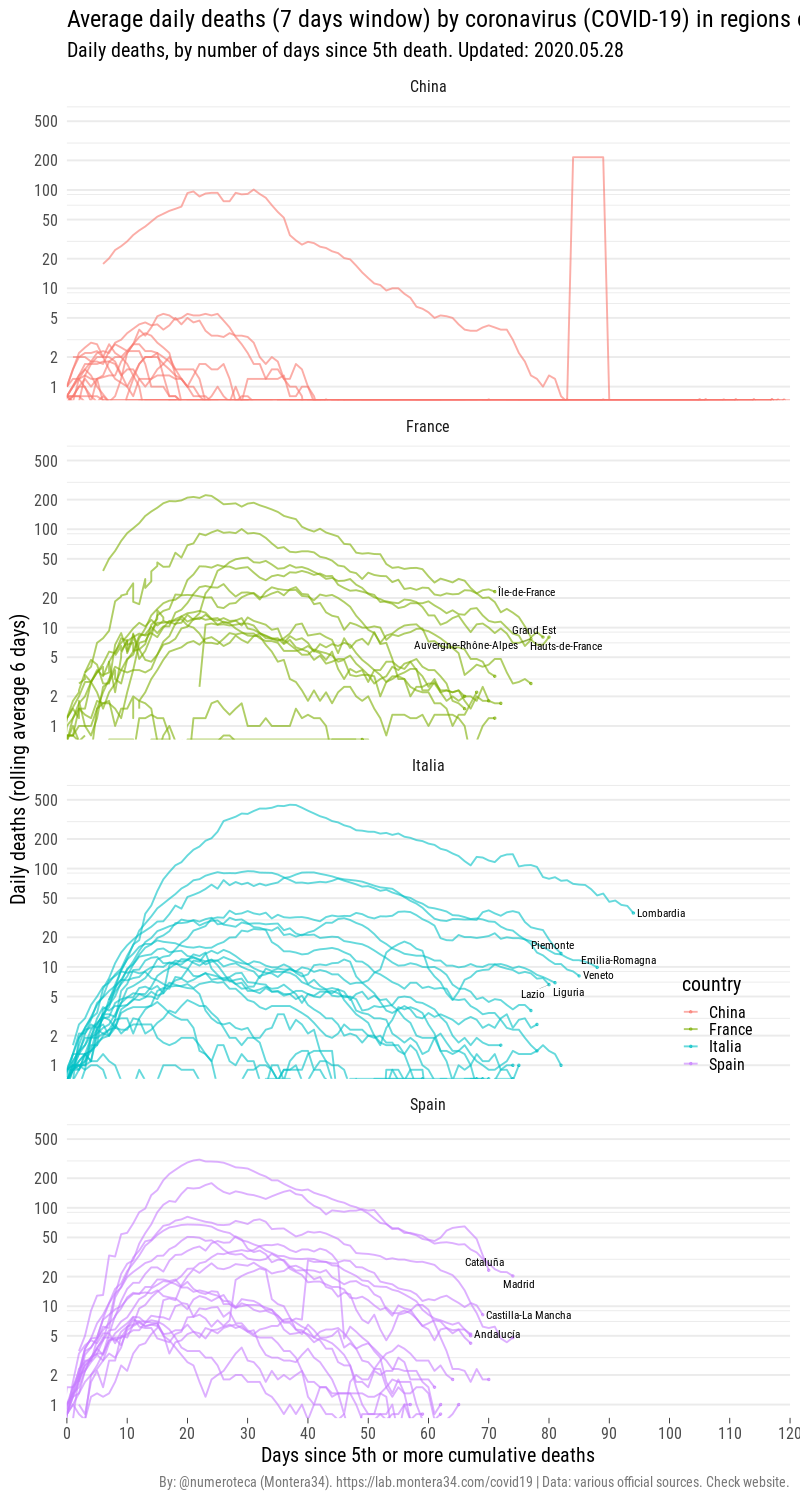 Average daily deaths (7 days window) by coronavirus (COVID-19) in regions
Daily deaths, by number of days since 5th death. Updated: 2020.05.28
China
500
200
100
50
20
10
5
2
1
France
500
200
100
50
20
10
5
2
1
Île-de-France
Grand Est
Auvergne-Rhône-Alpes
Hauts-de-France
Daily deaths (rolling average 6 days)
Italia
500
200
100
50
20
10
5
2
1
Lombardia
Piemonte
Emilia-Romagna
Veneto
Lazio
Liguria
country
China
France
Italia
Spain
Spain
500
200
100
50
20
10
5
2
1
Cataluña
Madrid
Castilla-La Mancha
Andalucía
0 10 20 30 40 50 60 70 80 90 100 110 120
Days since 5th or more cumulative deaths
By: @numeroteca (Montera34). https://lab.montera34.com/covid19 | Data: various official sources. Check website.